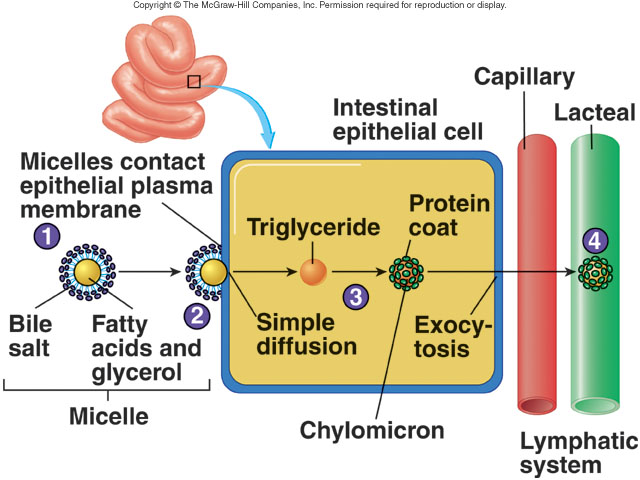 Copyright © The McGraw-Hill Companies, Inc. Permission required for reproduction or display.
Capillary
Lacteal
Intestinal
epithelial cell
Micelles contact
epithelial plasma
membrane
1
Triglyceride
Protein
coat
4
2
3
Bile
salt
Fatty
acids and
glycerol
Simple
diffusion
Exocy-
tosis
Micelle
Chylomicron
Lymphatic
system